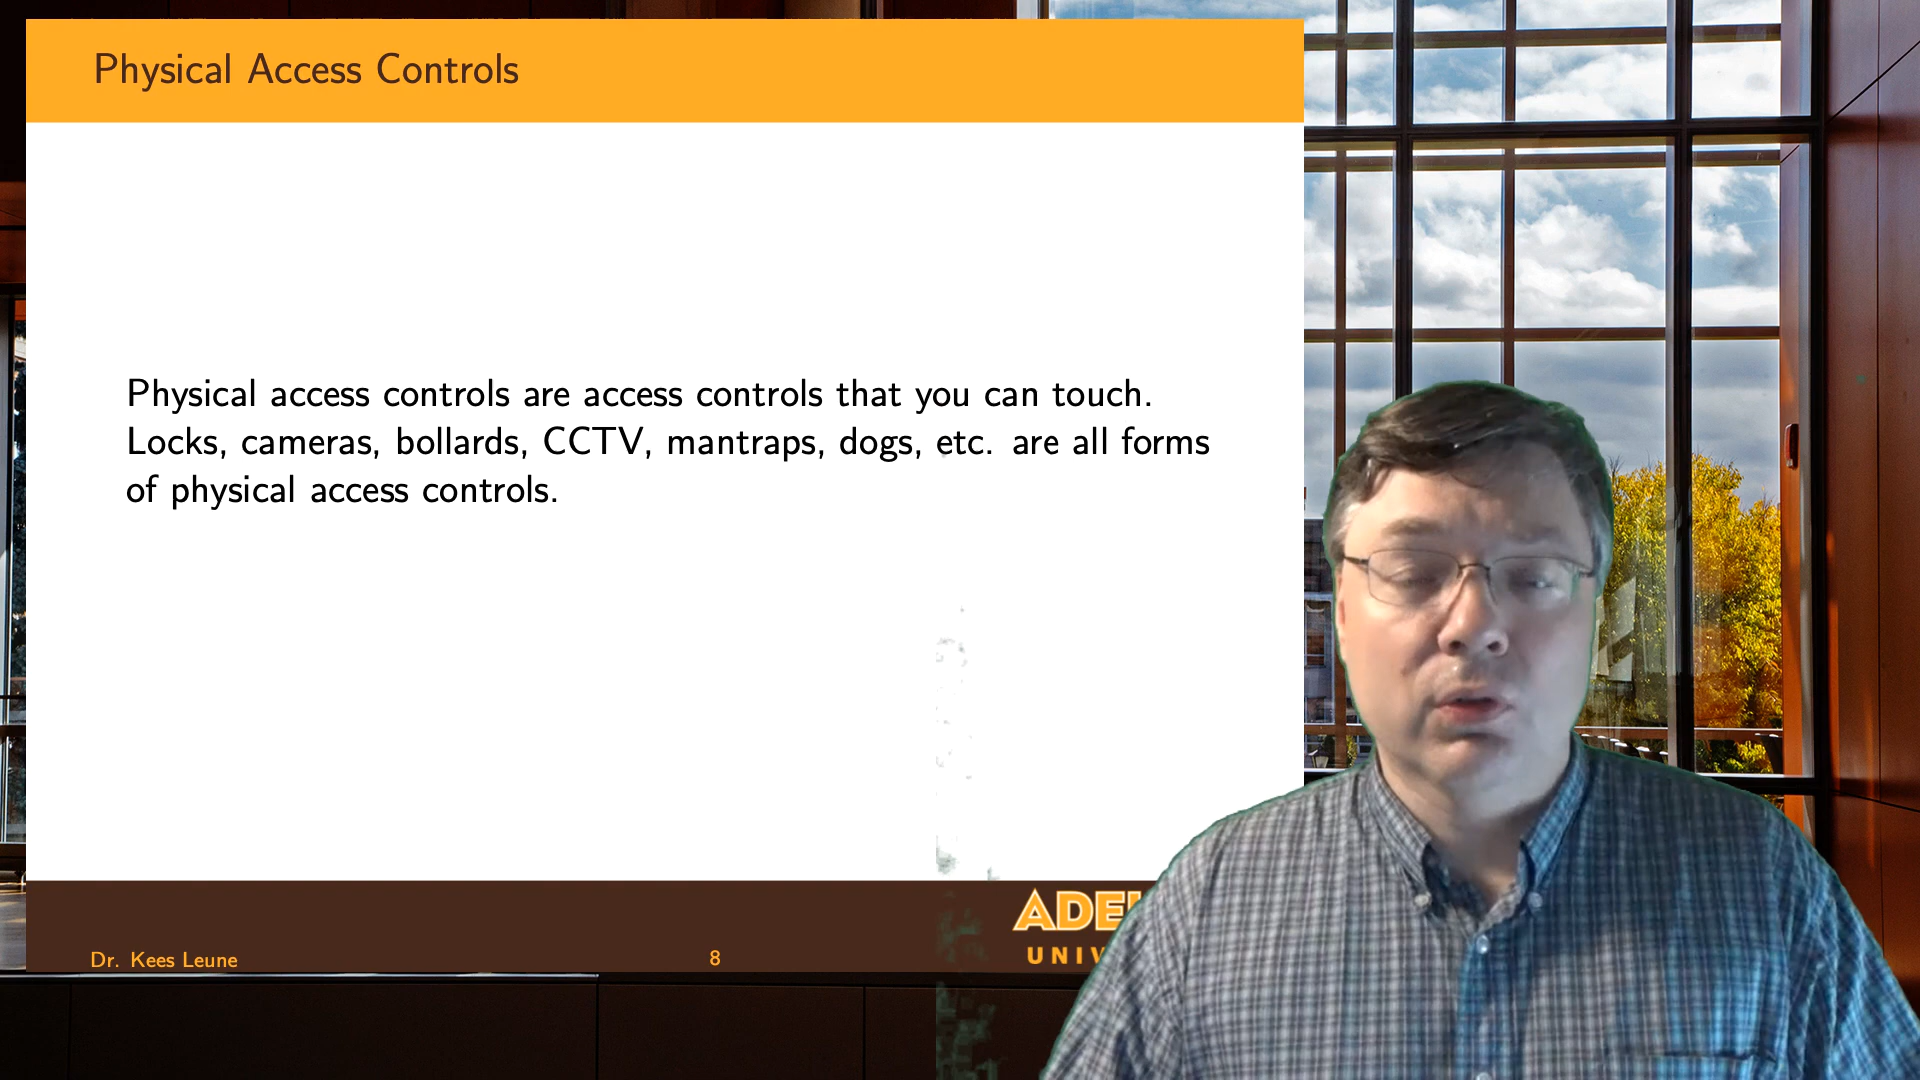 Physical Access Controls
Physical access controls are access controls that you can touch.
Locks, cameras, bollards, CCTV, mantraps, dogs, etc. are all forms
of physical access controls.
Dr. Kees Leune
8